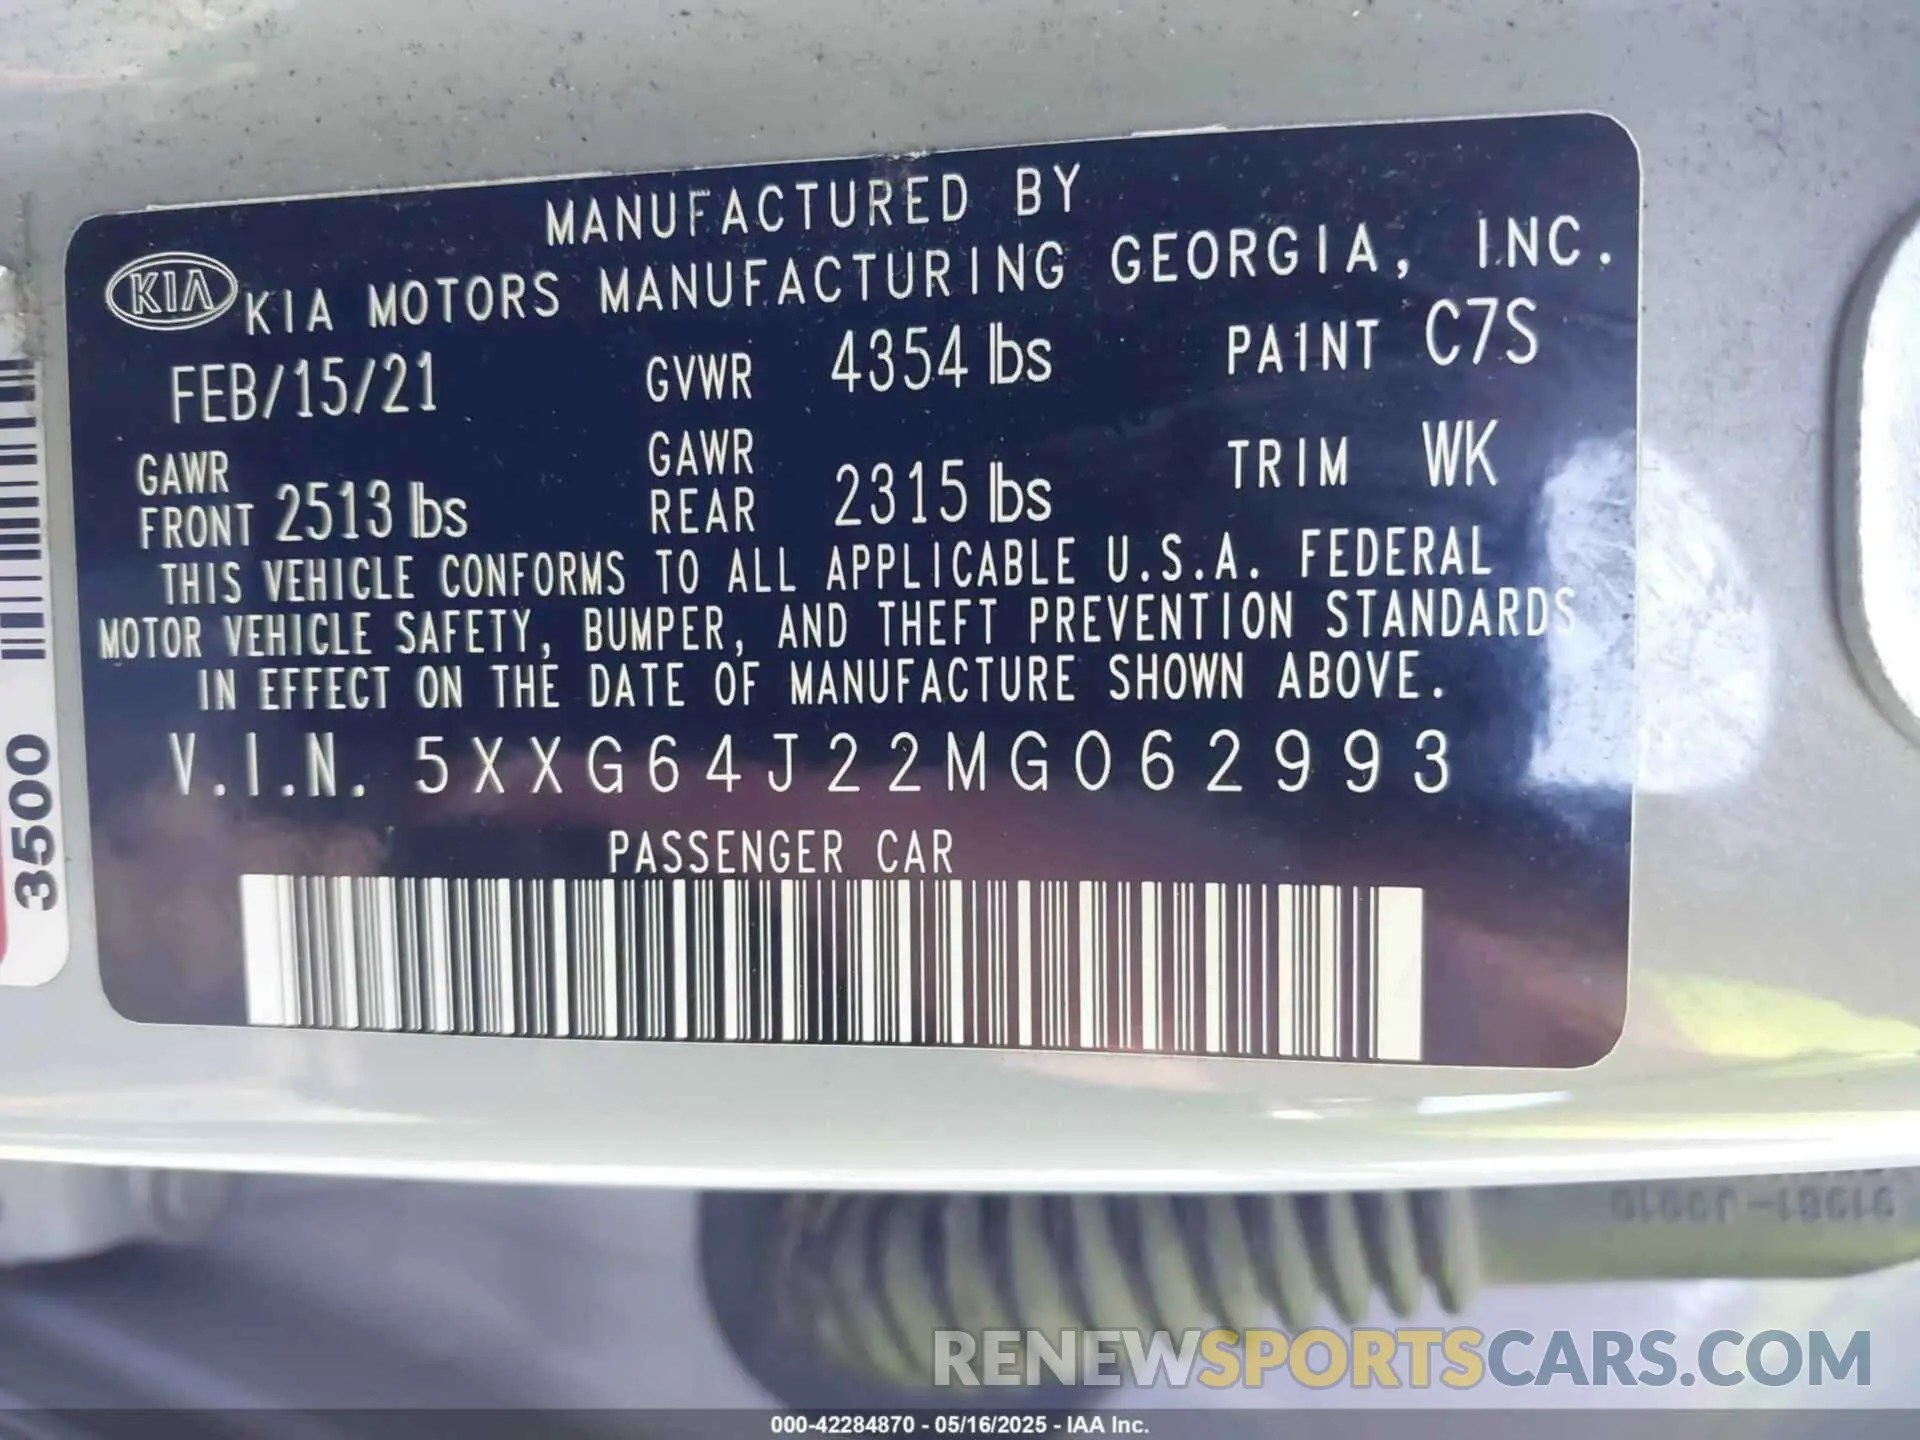 MANUFACTURED BY
KIA KIA MOTORS MANUFACTURING GEORGIA, INC.
FEB/15/21 GVWR 4354 lbs PAINT C7S
GAWR FRONT 2513 lbs GAWR REAR 2315 lbs TRIM WK
THIS VEHICLE CONFORMS TO ALL APPLICABLE U.S.A. FEDERAL
MOTOR VEHICLE SAFETY, BUMPER, AND THEFT PREVENTION STANDARDS
IN EFFECT ON THE DATE OF MANUFACTURE SHOWN ABOVE.
V.I.N. 5XXG64J22MG062993
PASSENGER CAR
3500
91981-J9910
RENEWSPORTSCARS.COM
000-42284870 - 05/16/2025 - IAA Inc.